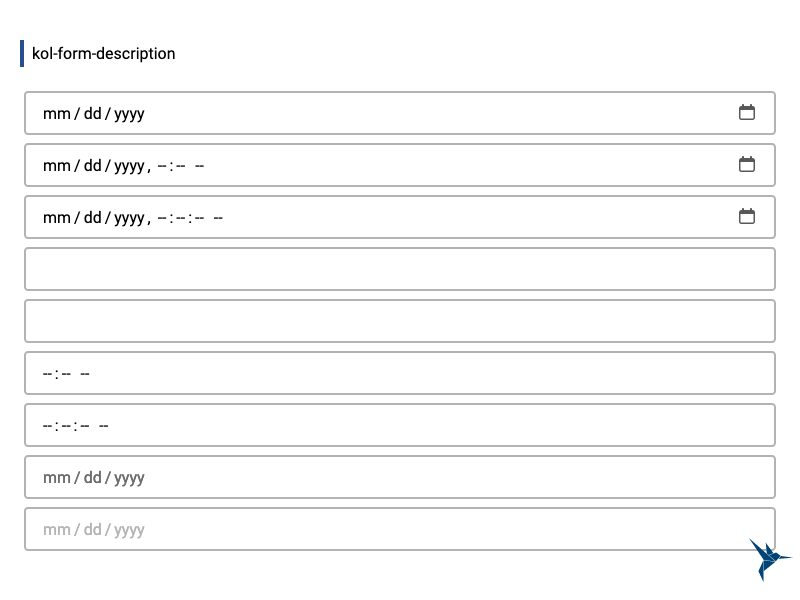 kol-form-description
mm / dd / yyyy
mm / dd / yyyy, --:-- --
mm / dd / yyyy, --:--:-- --
--:-- --
--:--:-- --
mm / dd / yyyy
mm / dd / yyyy